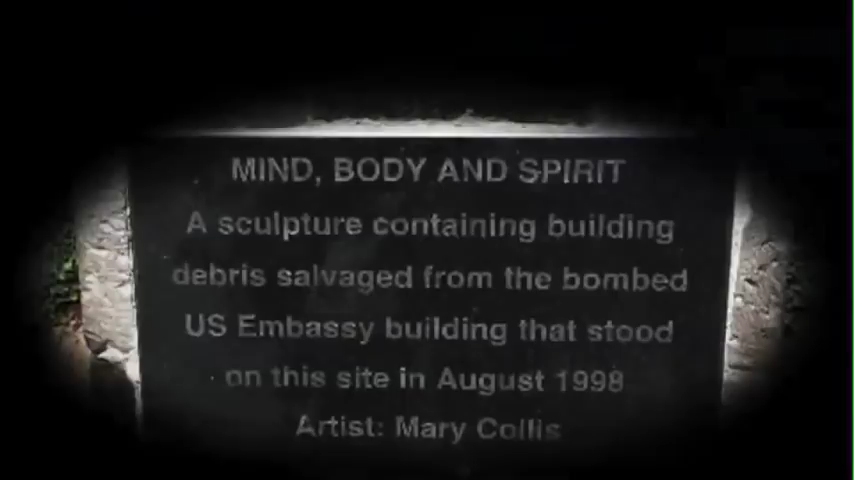 MIND, BODY AND SPIRIT
A sculpture containing building
debris salvaged from the bombed
US Embassy building that stood
on this site in August 1998
Artist: Mary Collis